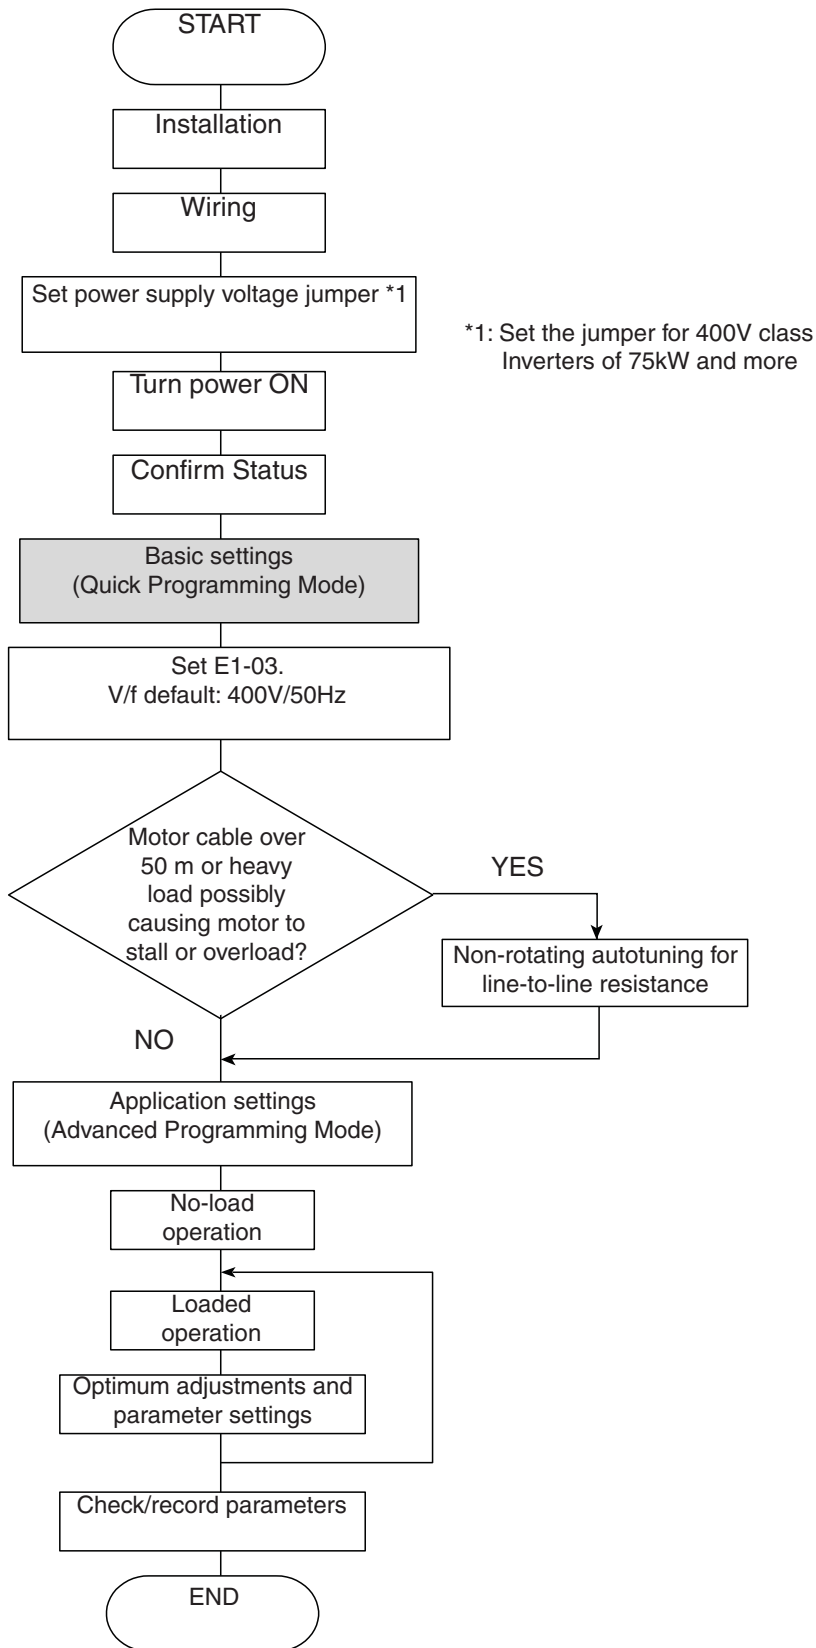 START
Installation
Wiring
Set power supply voltage jumper *1
*1: Set the jumper for 400V class
Inverters of 75kW and more
Turn power ON
Confirm Status
Basic settings
(Quick Programming Mode)
Set E1-03.
V/f default: 400V/50Hz
Motor cable over
50 m or heavy
load possibly
causing motor to
stall or overload?
YES
Non-rotating autotuning for
line-to-line resistance
NO
Application settings
(Advanced Programming Mode)
No-load
operation
Loaded
operation
Optimum adjustments and
parameter settings
Check/record parameters
END